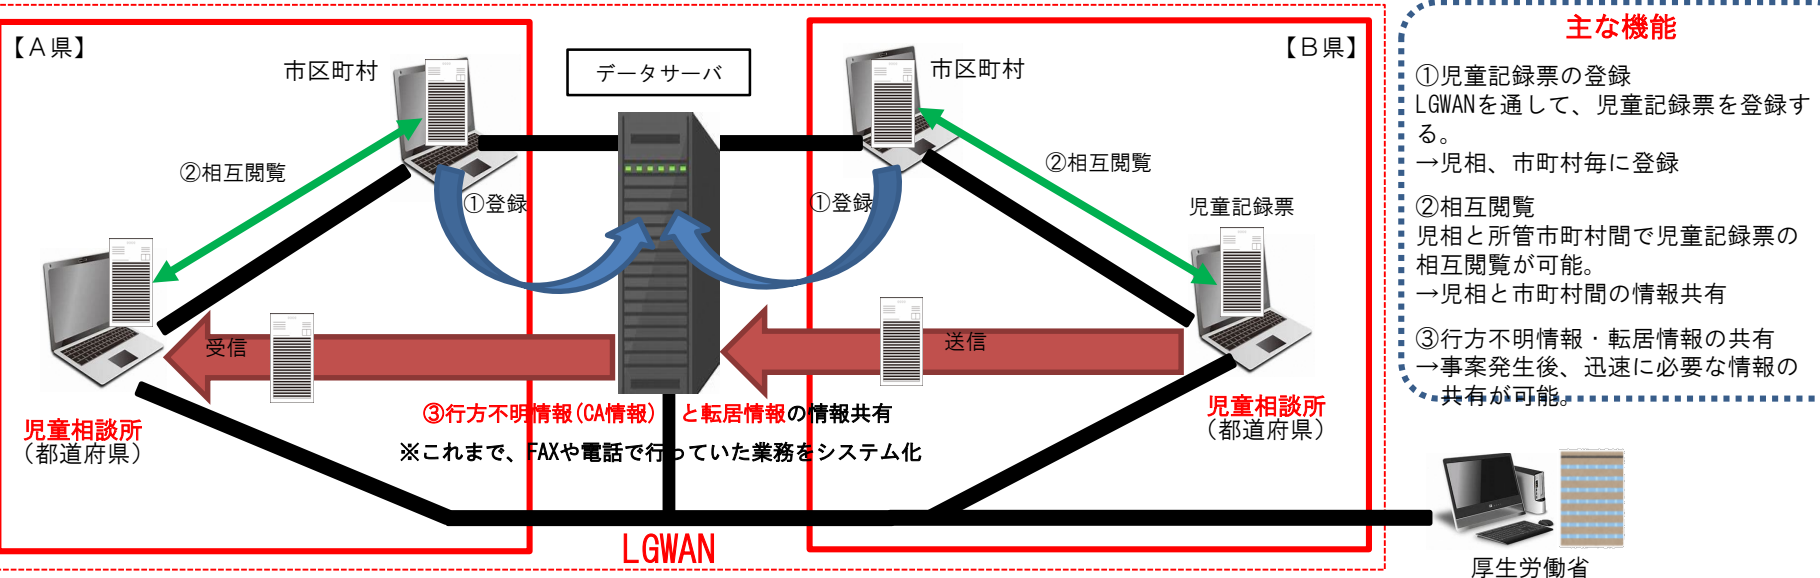 【A県】
市区町村
データサーバ
市区町村
【B県】
②相互閲覧
①登録
①登録
②相互閲覧
児童記録票
受信
送信
③行方不明情報(CA情報)　と転居情報の情報共有
※これまで、FAXや電話で行っていた業務をシステム化
児童相談所
（都道府県）
児童相談所
（都道府県）
LGWAN
主な機能
①児童記録票の登録
LGWANを通して、児童記録票を登録す
る。
→児相、市町村毎に登録
②相互閲覧
児相と所管市町村間で児童記録票の
相互閲覧が可能。
→児相と市町村間の情報共有
③行方不明情報・転居情報の共有
→事案発生後、迅速に必要な情報の
共有が可能。
厚生労働省